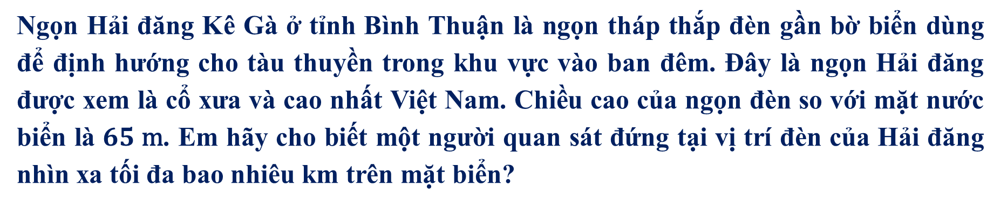 Ngọn Hải đăng Kê Gà ở tỉnh Bình Thuận là ngọn tháp thắp đèn gần bờ biển dùng
để định hướng cho tàu thuyền trong khu vực vào ban đêm. Đây là ngọn Hải đăng
được xem là cổ xưa và cao nhất Việt Nam. Chiều cao của ngọn đèn so với mặt nước
biển là 65 m. Em hãy cho biết một người quan sát đứng tại vị trí đèn của Hải đăng
nhìn xa tối đa bao nhiêu km trên mặt biển?